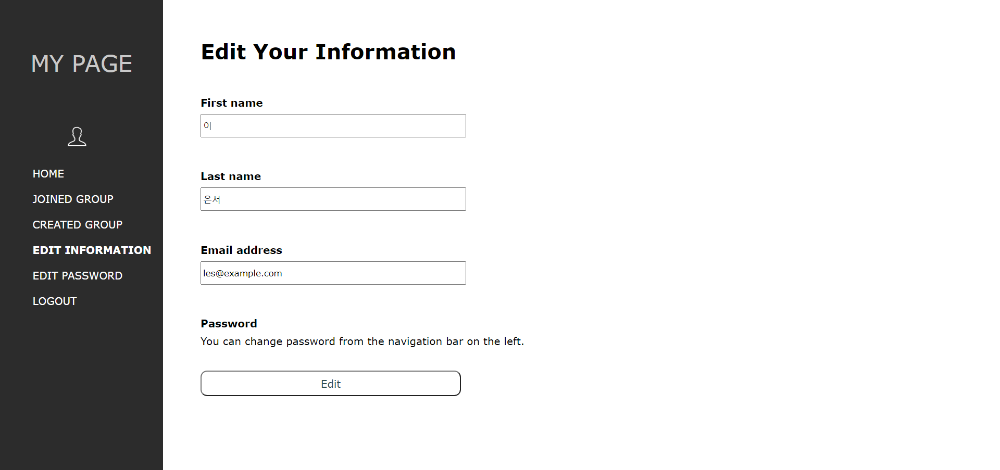 MY PAGE
HOME
JOINED GROUP
CREATED GROUP
EDIT INFORMATION
EDIT PASSWORD
LOGOUT
Edit Your Information
First name
이
Last name
은서
Email address
les@example.com
Password
You can change password from the navigation bar on the left.
Edit